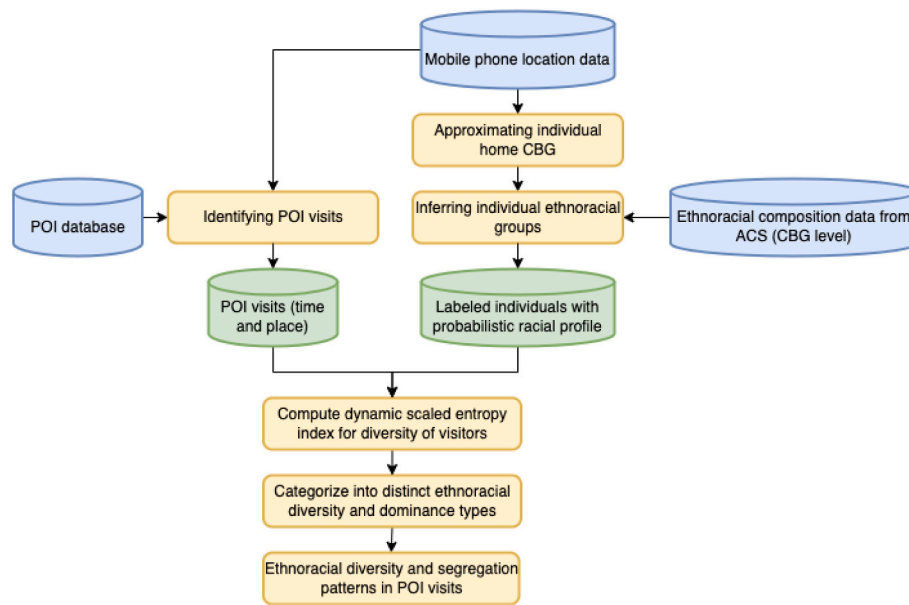 Mobile phone location data
Approximating individual
home CBG
POI database
Identifying POI visits
Inferring individual ethnoracial
groups
Ethnoracial composition data from
ACS (CBG level)
POI visits (time
and place)
Labeled individuals with
probabilistic racial profile
Compute dynamic scaled entropy
index for diversity of visitors
Categorize into distinct ethnoracial
diversity and dominance types
Ethnoracial diversity and segregation
patterns in POI visits